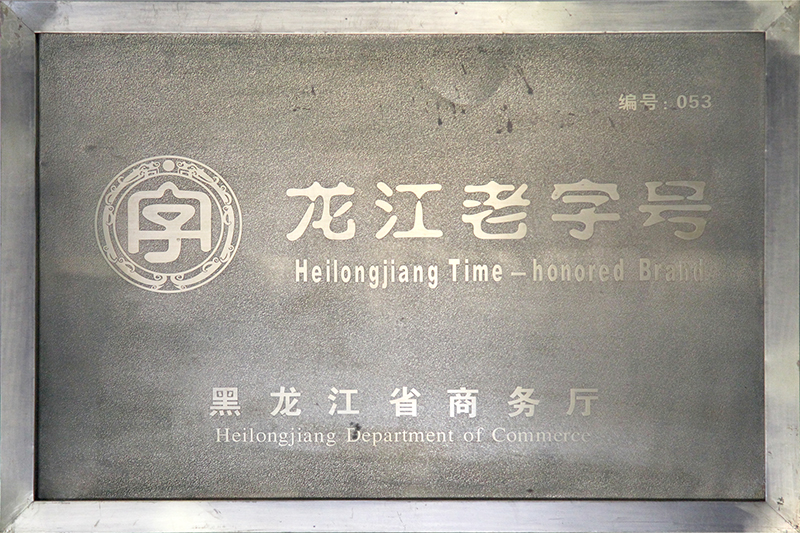 编号：053
字
龙江老字号
Heilongjiang Time-honored Brand
黑龙江省商务厅
Heilongjiang Department of Commerce